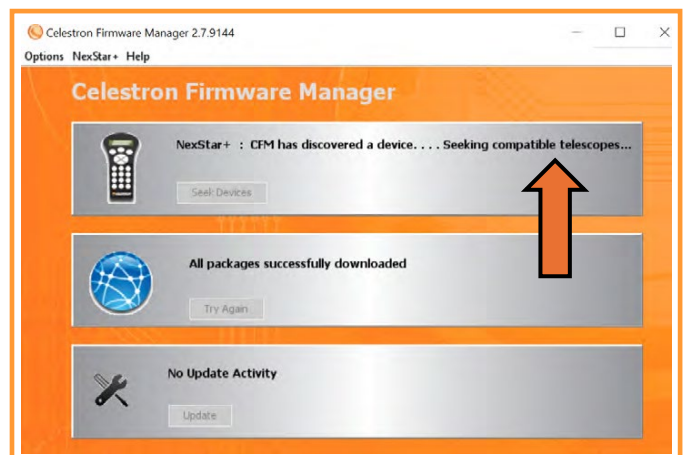 Celestron Firmware Manager 2.7.9144
Options NexStar+ Help
Celestron Firmware Manager
NexStar+ : CFM has discovered a device. . . . Seeking compatible telescopes...
Seek Devices
All packages successfully downloaded
Try Again
No Update Activity
Update